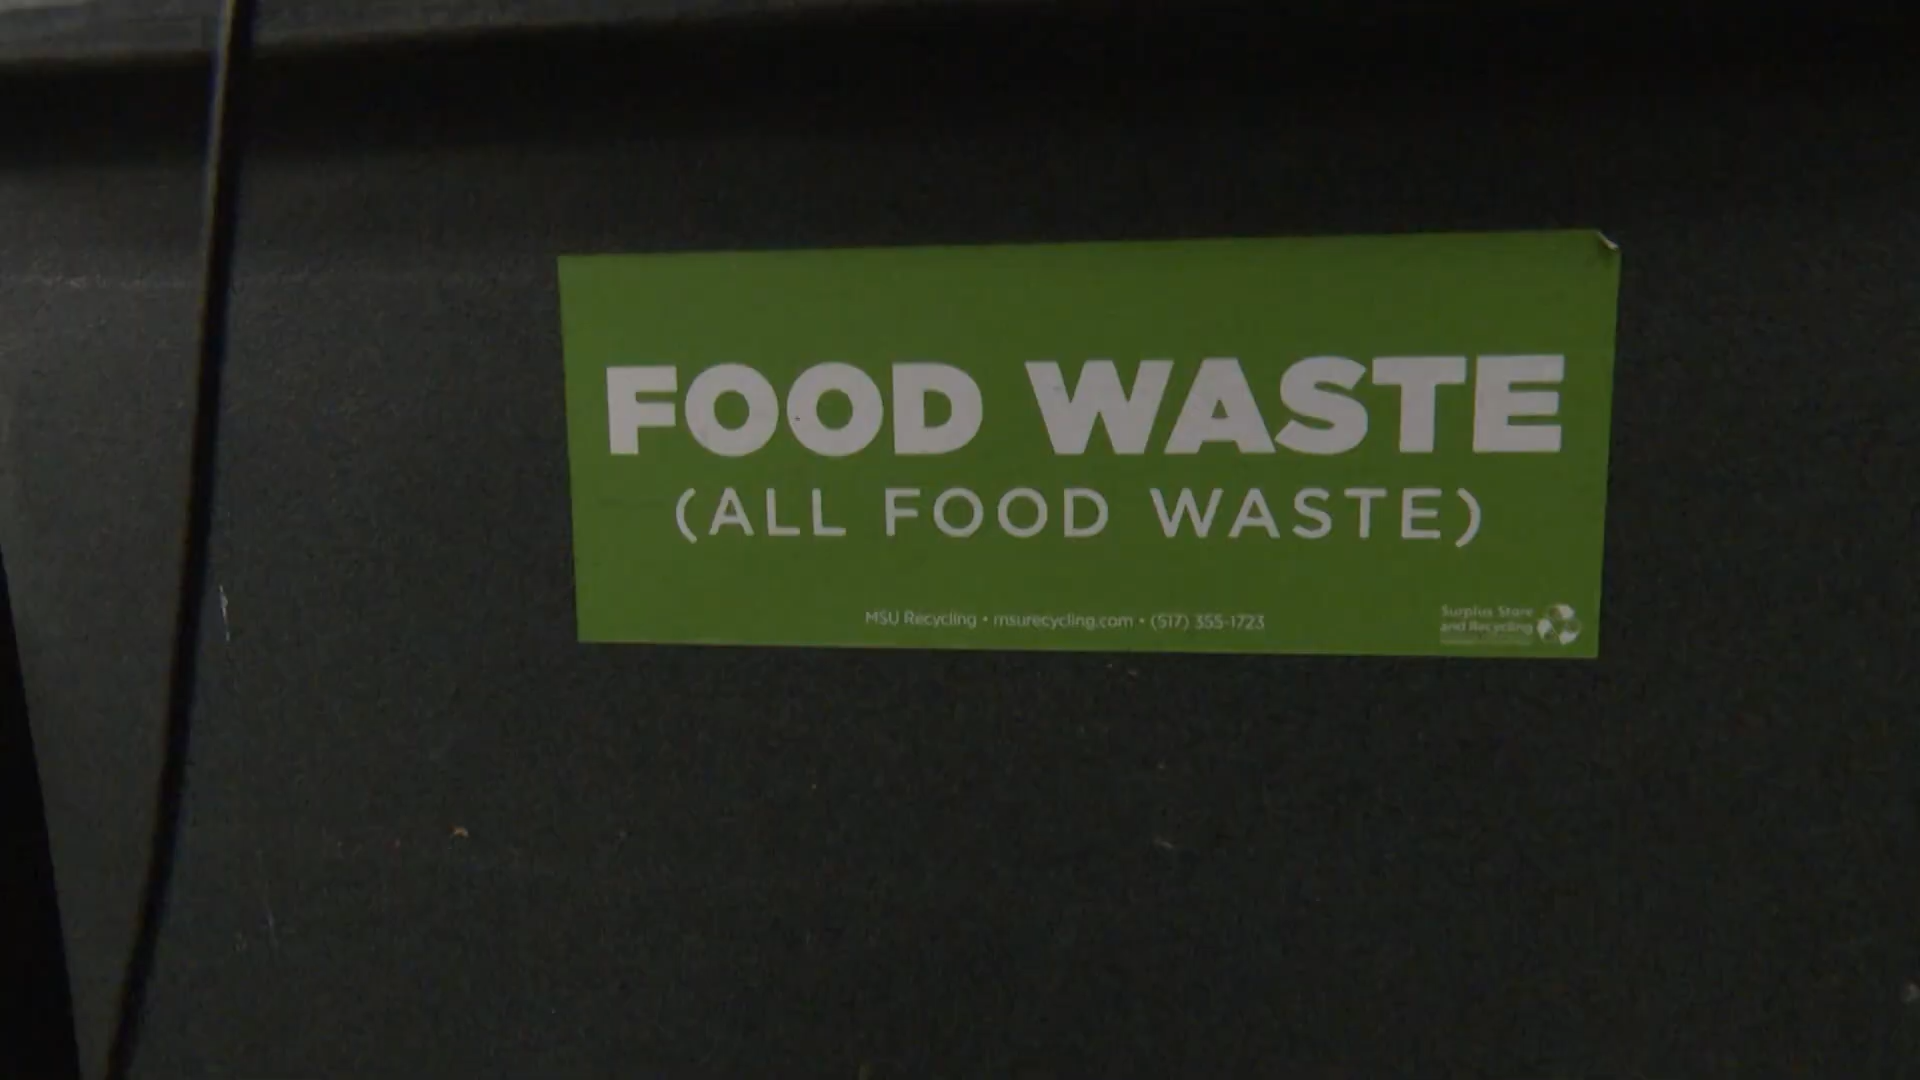 FOOD WASTE
(ALL FOOD WASTE)
MSU Recycling • msurecycling.com • (517) 355-1723
Surplus Store
and Recycling